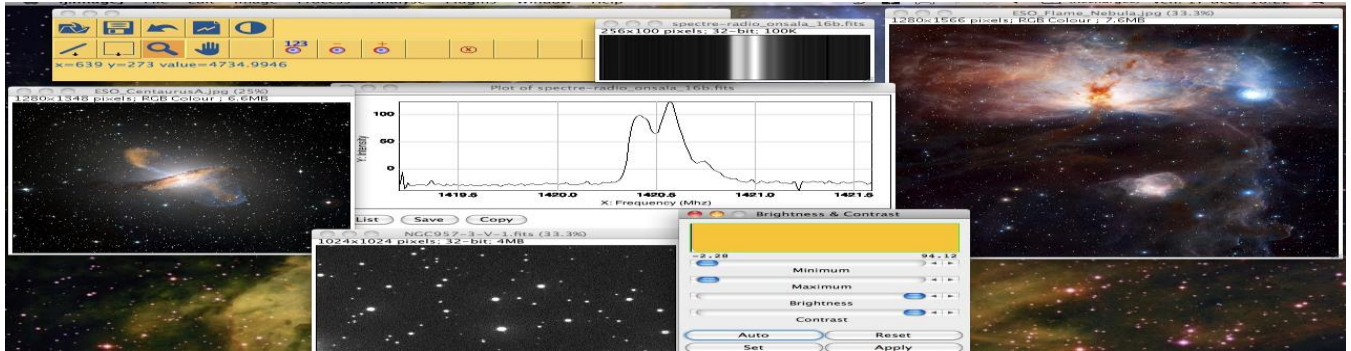 spectre-radio_onsala_16b.fits
256x100 pixels; 32-bit; 100K
ESO_Flame_Nebula.jpg (33.3%)
1280x1566 pixels; RGB Colour ; 7.6MB
123
x=639 y=273 value=4734.9946
ESO_CentaurusA.jpg (25%)
1280x1348 pixels; RGB Colour ; 6.6MB
Plot of spectre-radio_onsala_16b.fits
100
50
0
Y: Intensity
1419.5 1420.0 1420.5 1421.0 1421.5
X: Frequency (Mhz)
List Save Copy
NGC957-3-V-1.fits (33.3%)
1024x1024 pixels; 32-bit; 4MB
Brightness & Contrast
-2.28 94.12
Minimum
Maximum
Brightness
Contrast
Auto Reset
Set Apply